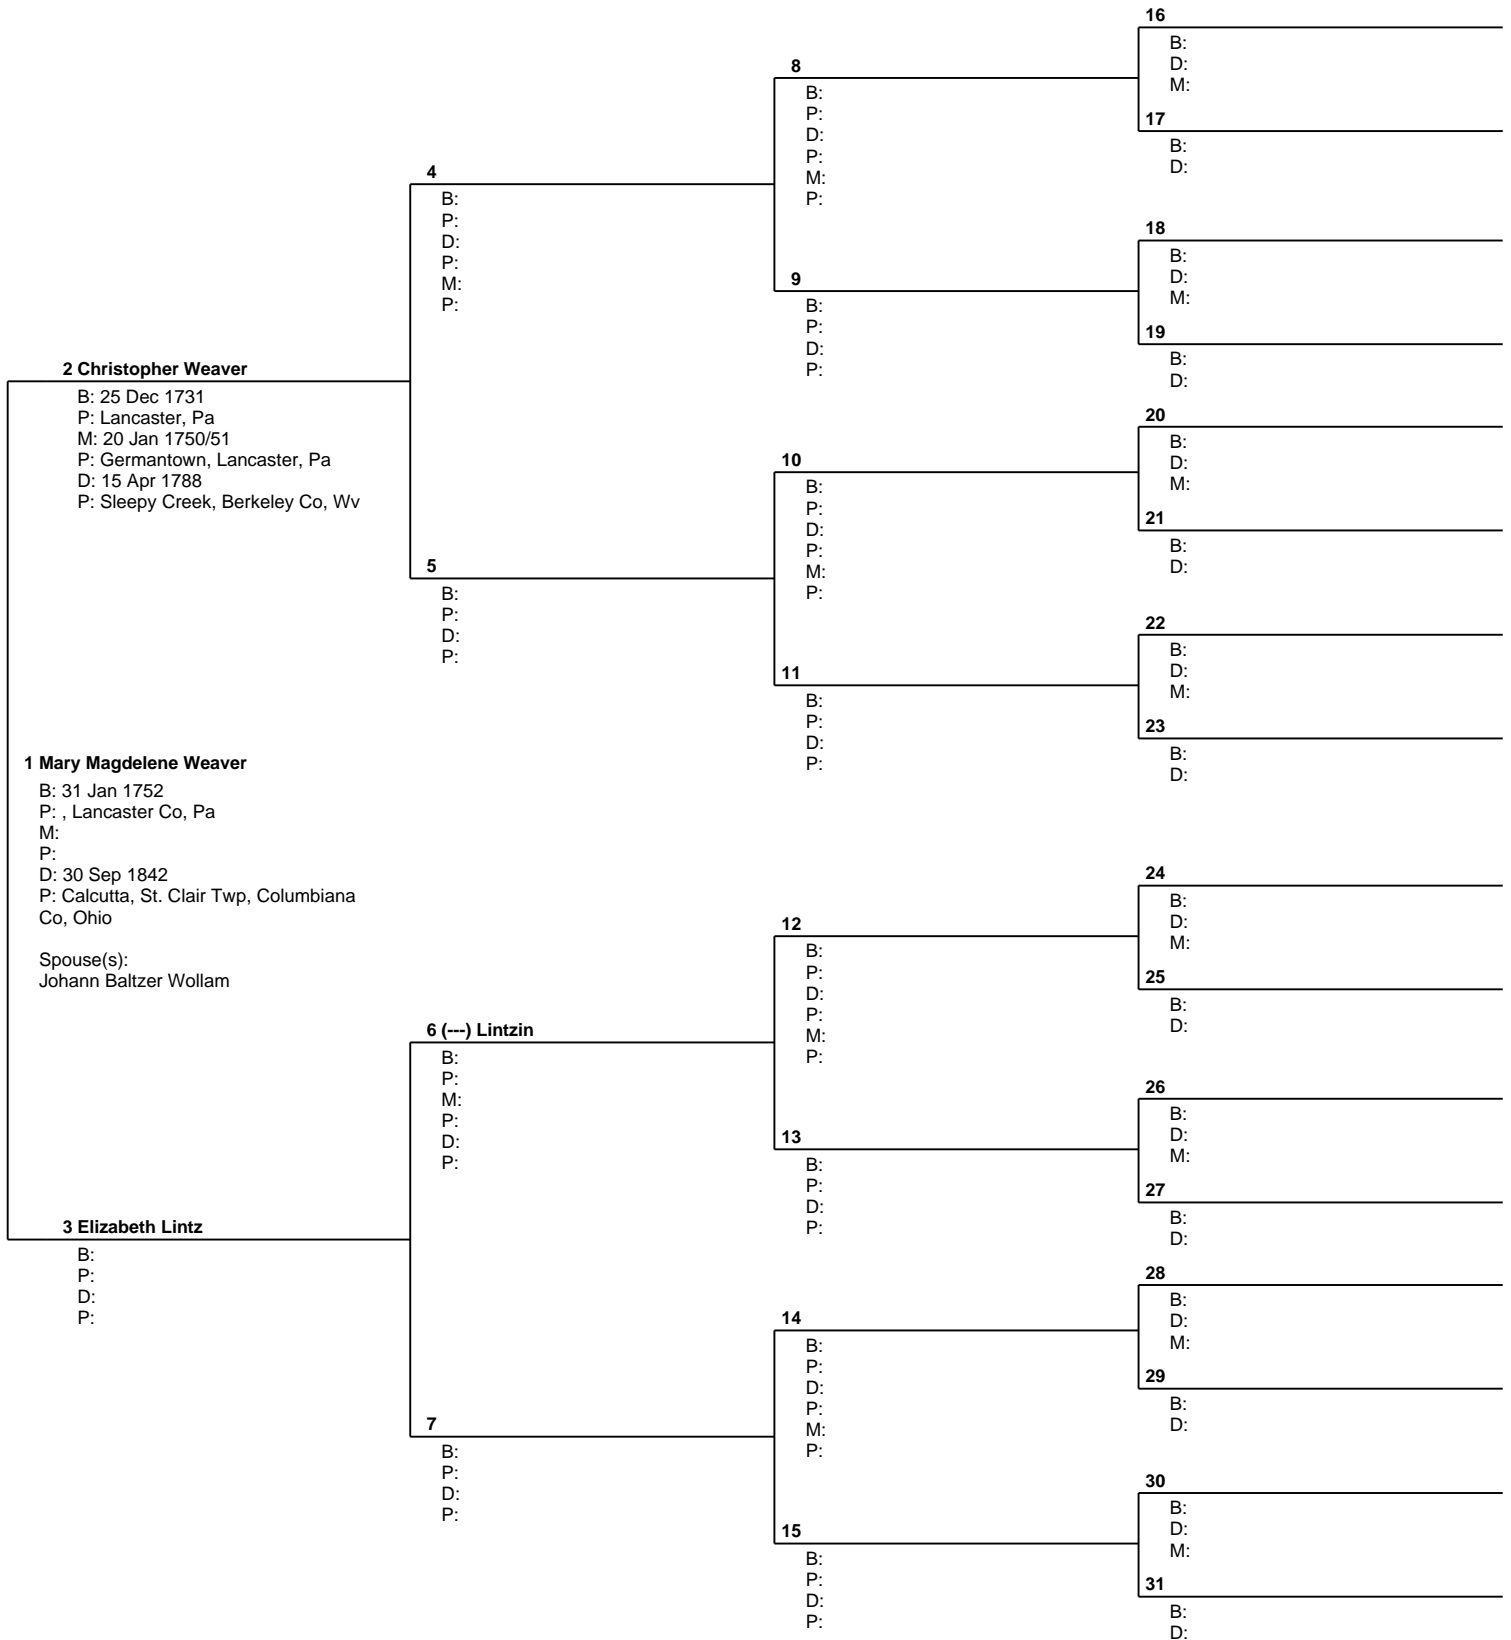 16
B:
D:
M:
8
B:
P:
D:
P:
M:
P:
17
B:
D:
4
B:
P:
D:
P:
M:
P:
18
B:
D:
M:
9
B:
P:
D:
P:
19
B:
D:
2 Christopher Weaver
B: 25 Dec 1731
P: Lancaster, Pa
M: 20 Jan 1750/51
P: Germantown, Lancaster, Pa
D: 15 Apr 1788
P: Sleepy Creek, Berkeley Co, Wv
20
B:
D:
M:
10
B:
P:
D:
P:
M:
P:
21
B:
D:
5
B:
P:
D:
P:
22
B:
D:
M:
11
B:
P:
D:
P:
23
B:
D:
1 Mary Magdelene Weaver
B: 31 Jan 1752
P: , Lancaster Co, Pa
M:
P:
D: 30 Sep 1842
P: Calcutta, St. Clair Twp, Columbiana
Co, Ohio
Spouse(s):
Johann Baltzer Wollam
24
B:
D:
M:
12
B:
P:
D:
P:
M:
P:
25
B:
D:
6 (---) Lintzin
B:
P:
M:
P:
D:
P:
26
B:
D:
M:
13
B:
P:
D:
P:
27
B:
D:
3 Elizabeth Lintz
B:
P:
D:
P:
28
B:
D:
M:
14
B:
P:
D:
P:
M:
P:
29
B:
D:
7
B:
P:
D:
P:
30
B:
D:
M:
15
B:
P:
D:
P:
31
B:
D: